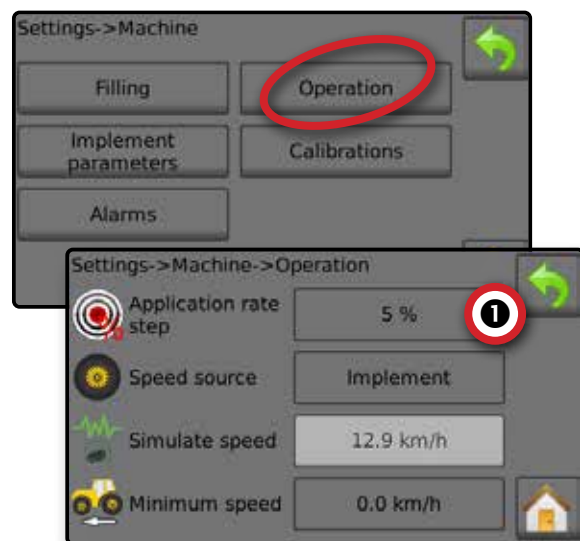 Settings->Machine
Filling
Operation
Implement
parameters
Calibrations
Alarms
Settings->Machine->Operation
Application rate
step
5 %
1
Speed source
Implement
Simulate speed
12.9 km/h
Minimum speed
0.0 km/h